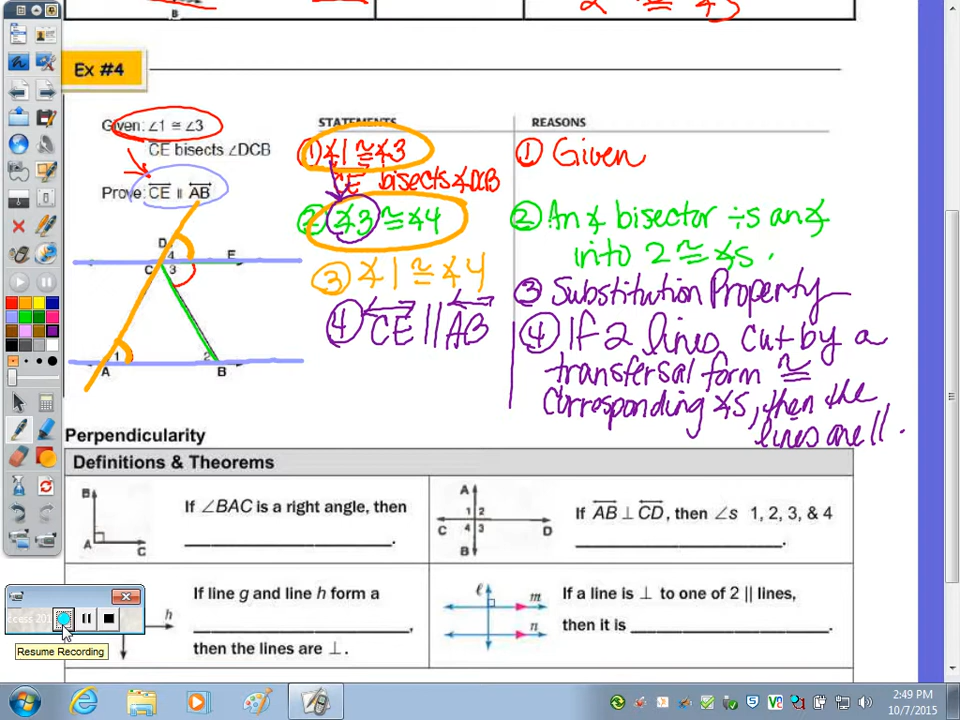 B
Ex #4
Given: ∠1 ≅ ∠3
CE bisects ∠DCB
Prove: CE ∥ AB
STATEMENTS
REASONS
① ∡1 ≅ ∡3
CE bisects ∡DCB
① Given
② ∡3 ≅ ∡4
② An ∡ bisector ÷s an ∡
into 2 ≅ ∡s.
③ ∡1 ≅ ∡4
③ Substitution Property
④ CE || AB
④ If 2 lines cut by a
transfersal form ≅
corresponding ∡s, then the
lines are ||.
D
4
E
C 3
1 2
A B
Perpendicularity
Definitions & Theorems
B
A C
If ∠BAC is a right angle, then
____________________.
A
1 2
C 4 3 D
B
If AB ⊥ CD, then ∠s 1, 2, 3, & 4
____________________.
h
If line g and line h form a
____________________,
then the lines are ⊥.
ℓ
m
n
If a line is ⊥ to one of 2 || lines,
then it is ____________________.
Resume Recording
2:49 PM
10/7/2015